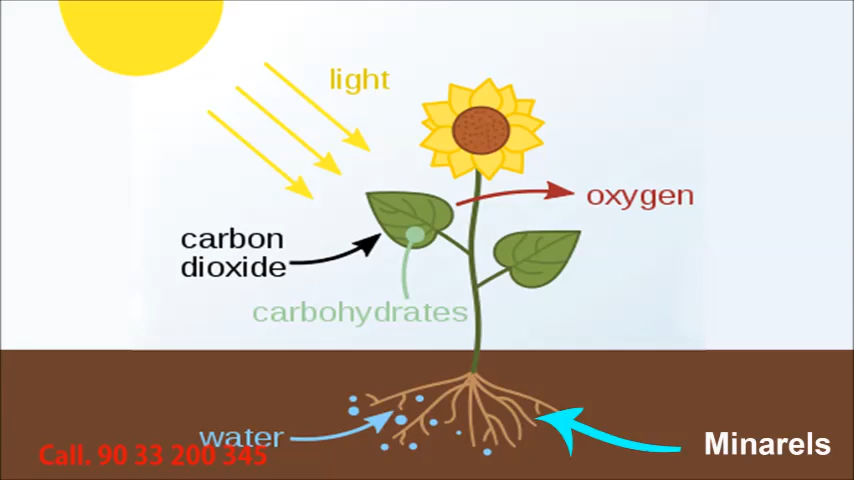 light
oxygen
carbon
dioxide
carbohydrates
water
Minarels
Call. 90 33 200 345